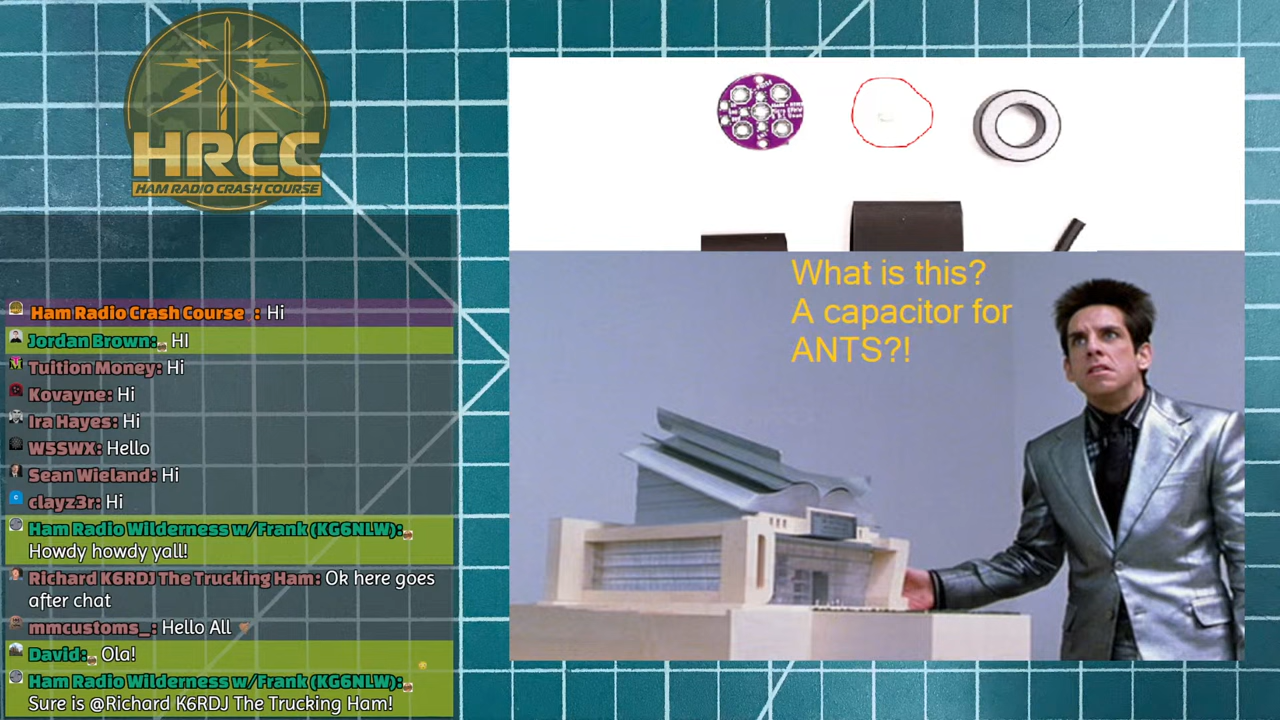 HRCC
HAM RADIO CRASH COURSE
Ham Radio Crash Course : Hi
Jordan Brown: HI
Tuition Money: Hi
Kovayne: Hi
Ira Hayes: Hi
W5SWX: Hello
Sean Wieland: Hi
clayz3r: Hi
Ham Radio Wilderness w/Frank (KG6NLW):
Howdy howdy yall!
Richard K6RDJ The Trucking Ham: Ok here goes
after chat
mmcustoms_: Hello All
David: Ola!
Ham Radio Wilderness w/Frank (KG6NLW):
Sure is @Richard K6RDJ The Trucking Ham!
What is this?
A capacitor for
ANTS?!